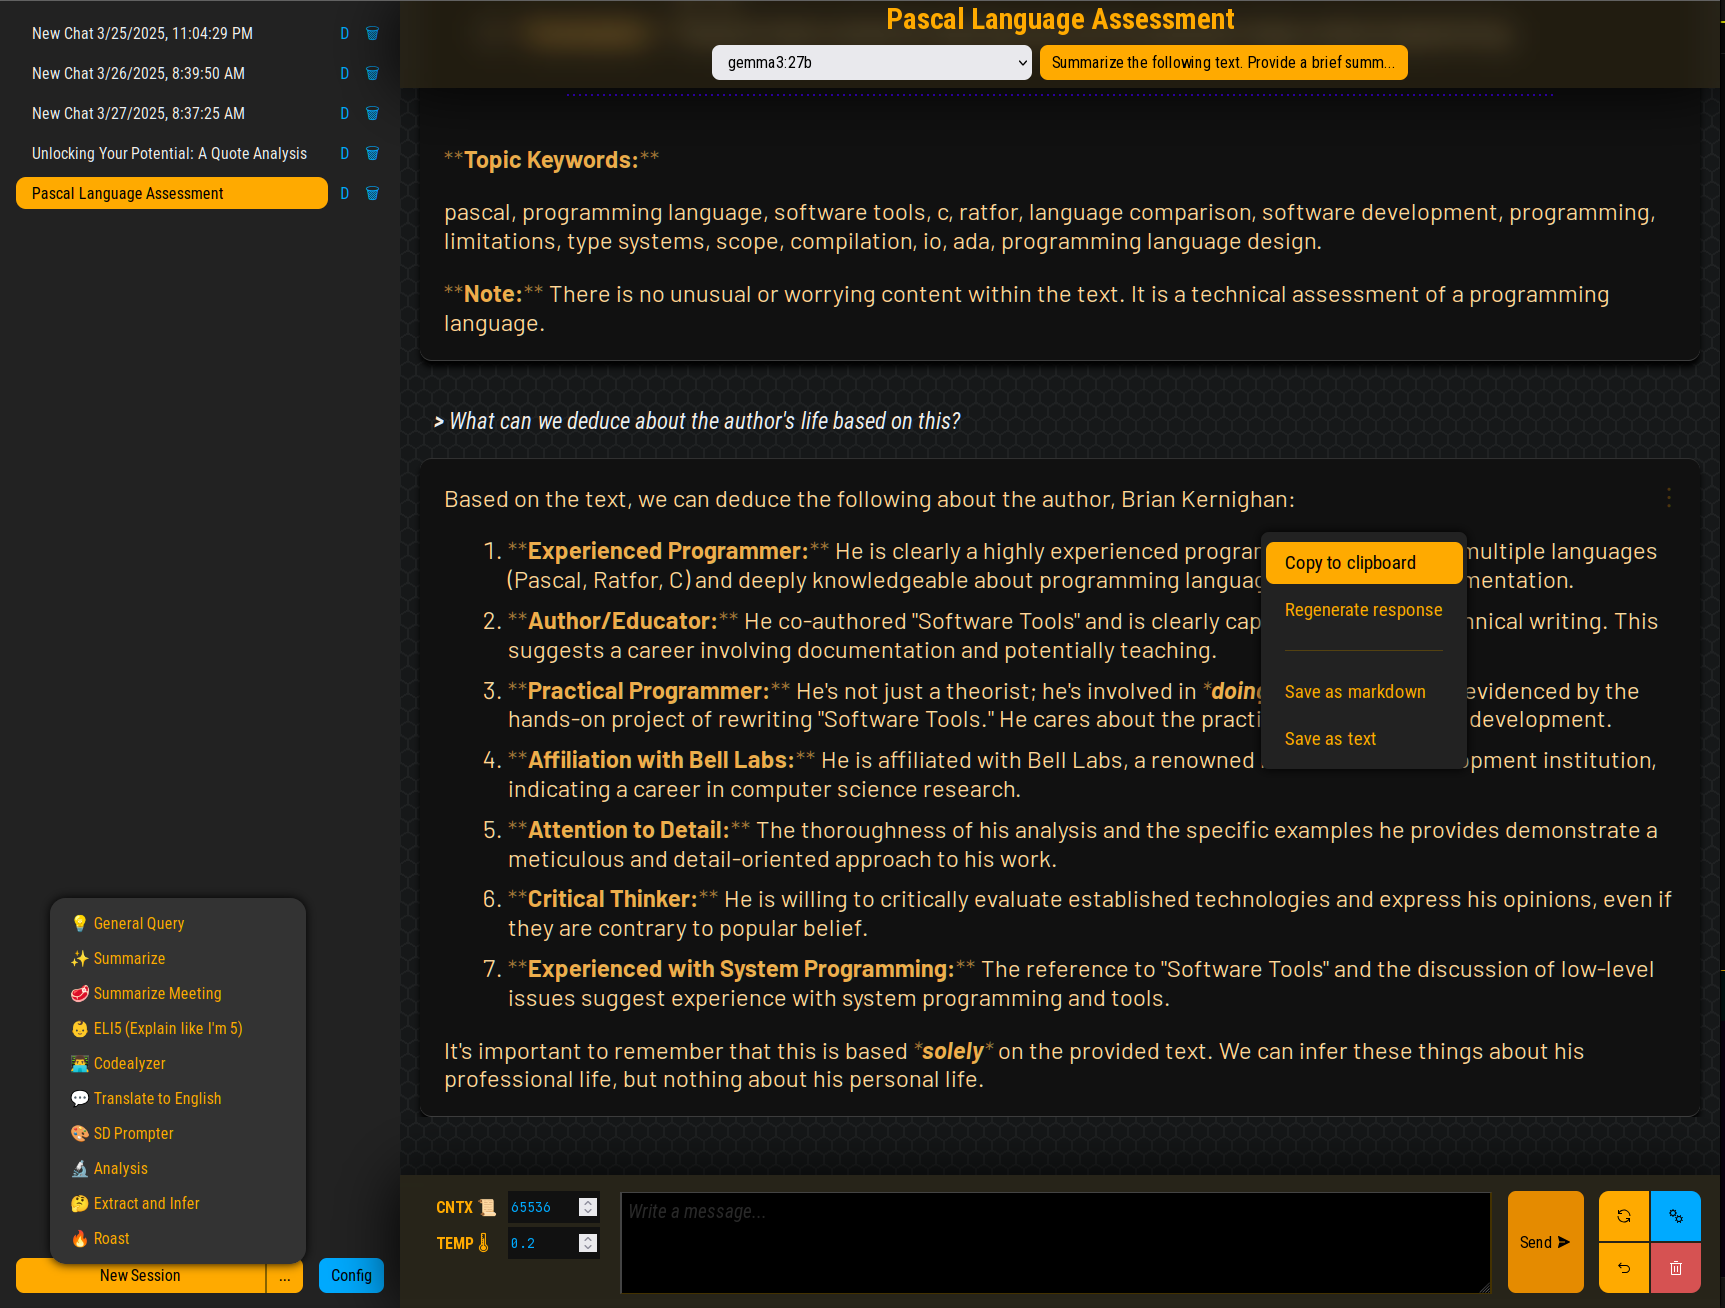 New Chat 3/25/2025, 11:04:29 PM D
New Chat 3/26/2025, 8:39:50 AM D
New Chat 3/27/2025, 8:37:25 AM D
Unlocking Your Potential: A Quote Analysis D
Pascal Language Assessment D
💡 General Query
✨ Summarize
🥩 Summarize Meeting
👶 ELI5 (Explain like I'm 5)
👨‍💻 Codealyzer
💬 Translate to English
🎨 SD Prompter
🔬 Analysis
🤔 Extract and Infer
🔥 Roast
New Session ... Config
Pascal Language Assessment
gemma3:27b Summarize the following text. Provide a brief summ...
**Topic Keywords:**
pascal, programming language, software tools, c, ratfor, language comparison, software development, programming,
limitations, type systems, scope, compilation, io, ada, programming language design.
**Note:** There is no unusual or worrying content within the text. It is a technical assessment of a programming
language.
> What can we deduce about the author's life based on this?
Based on the text, we can deduce the following about the author, Brian Kernighan:
1. **Experienced Programmer:** He is clearly a highly experienced multiple languages
(Pascal, Ratfor, C) and deeply knowledgeable about programming
2. **Author/Educator:** He co-authored "Software Tools" and is clearly writing. This
suggests a career involving documentation and potentially teaching.
3. **Practical Programmer:** He's not just a theorist; he's involved in *doing evidenced by the
hands-on project of rewriting "Software Tools." He cares about the development.
4. **Affiliation with Bell Labs:** He is affiliated with Bell Labs, a renowned institution,
indicating a career in computer science research.
5. **Attention to Detail:** The thoroughness of his analysis and the specific examples he provides demonstrate a
meticulous and detail-oriented approach to his work.
6. **Critical Thinker:** He is willing to critically evaluate established technologies and express his opinions, even if
they are contrary to popular belief.
7. **Experienced with System Programming:** The reference to "Software Tools" and the discussion of low-level
issues suggest experience with system programming and tools.
It's important to remember that this is based *solely* on the provided text. We can infer these things about his
professional life, but nothing about his personal life.
Copy to clipboard
Regenerate response
Save as markdown
Save as text
CNTX 📜 65536
TEMP 🌡 0.2
Write a message...
Send